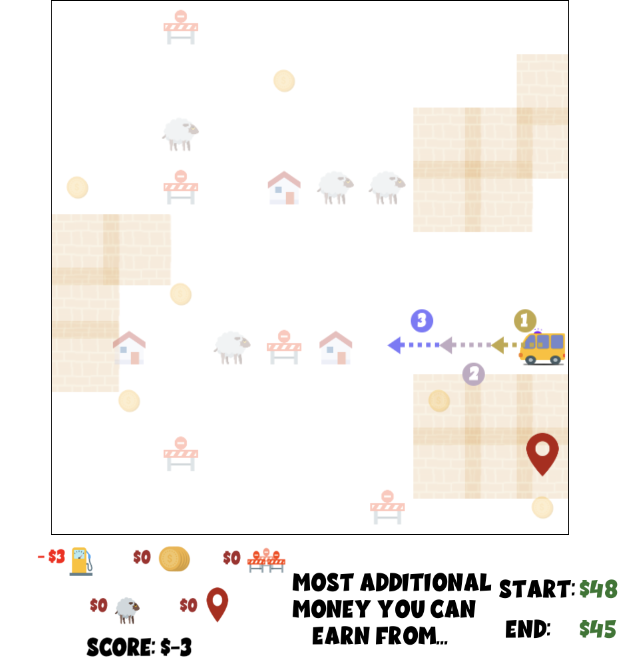 3
1
2
- $3
$0
$0
$0
$0
SCORE: $-3
MOST ADDITIONAL
MONEY YOU CAN
EARN FROM...
START: $48
END: $45